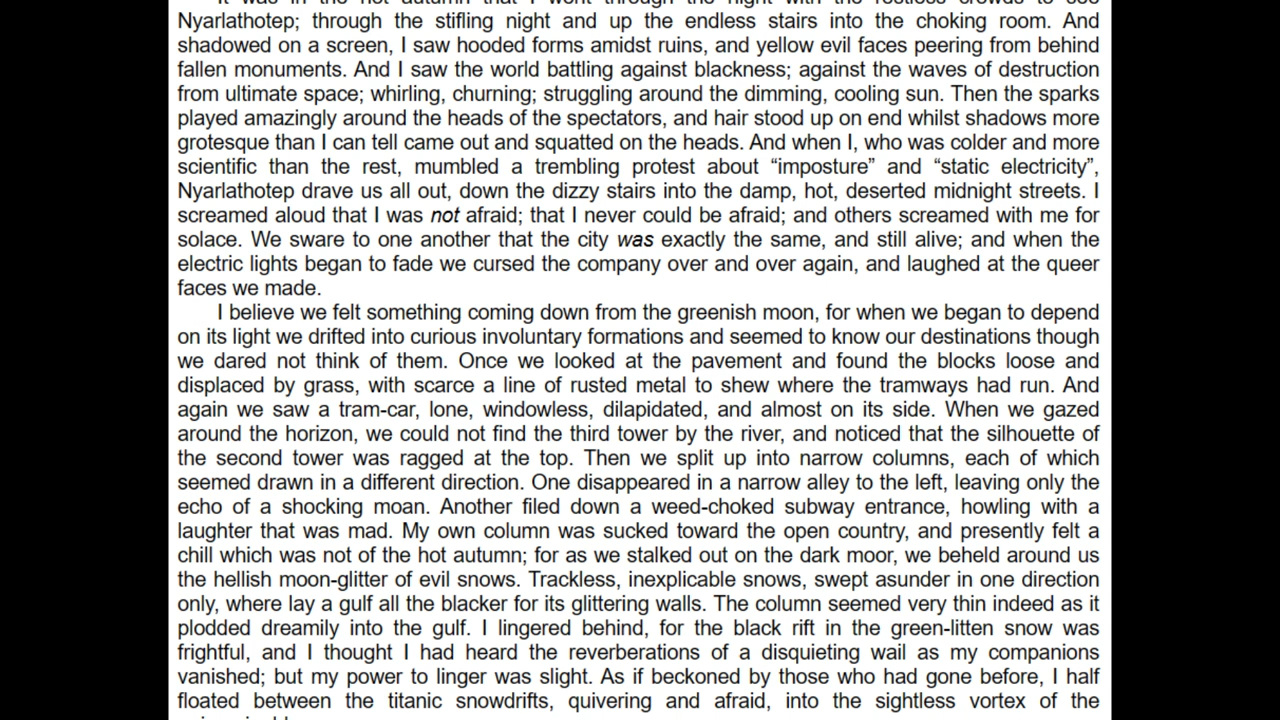 It was in the hot autumn that I went through the night with the restless crowds to see
Nyarlathotep; through the stifling night and up the endless stairs into the choking room. And
shadowed on a screen, I saw hooded forms amidst ruins, and yellow evil faces peering from behind
fallen monuments. And I saw the world battling against blackness; against the waves of destruction
from ultimate space; whirling, churning; struggling around the dimming, cooling sun. Then the sparks
played amazingly around the heads of the spectators, and hair stood up on end whilst shadows more
grotesque than I can tell came out and squatted on the heads. And when I, who was colder and more
scientific than the rest, mumbled a trembling protest about “imposture” and “static electricity”,
Nyarlathotep drave us all out, down the dizzy stairs into the damp, hot, deserted midnight streets. I
screamed aloud that I was not afraid; that I never could be afraid; and others screamed with me for
solace. We sware to one another that the city was exactly the same, and still alive; and when the
electric lights began to fade we cursed the company over and over again, and laughed at the queer
faces we made.
I believe we felt something coming down from the greenish moon, for when we began to depend
on its light we drifted into curious involuntary formations and seemed to know our destinations though
we dared not think of them. Once we looked at the pavement and found the blocks loose and
displaced by grass, with scarce a line of rusted metal to shew where the tramways had run. And
again we saw a tram-car, lone, windowless, dilapidated, and almost on its side. When we gazed
around the horizon, we could not find the third tower by the river, and noticed that the silhouette of
the second tower was ragged at the top. Then we split up into narrow columns, each of which
seemed drawn in a different direction. One disappeared in a narrow alley to the left, leaving only the
echo of a shocking moan. Another filed down a weed-choked subway entrance, howling with a
laughter that was mad. My own column was sucked toward the open country, and presently felt a
chill which was not of the hot autumn; for as we stalked out on the dark moor, we beheld around us
the hellish moon-glitter of evil snows. Trackless, inexplicable snows, swept asunder in one direction
only, where lay a gulf all the blacker for its glittering walls. The column seemed very thin indeed as it
plodded dreamily into the gulf. I lingered behind, for the black rift in the green-litten snow was
frightful, and I thought I had heard the reverberations of a disquieting wail as my companions
vanished; but my power to linger was slight. As if beckoned by those who had gone before, I half
floated between the titanic snowdrifts, quivering and afraid, into the sightless vortex of the